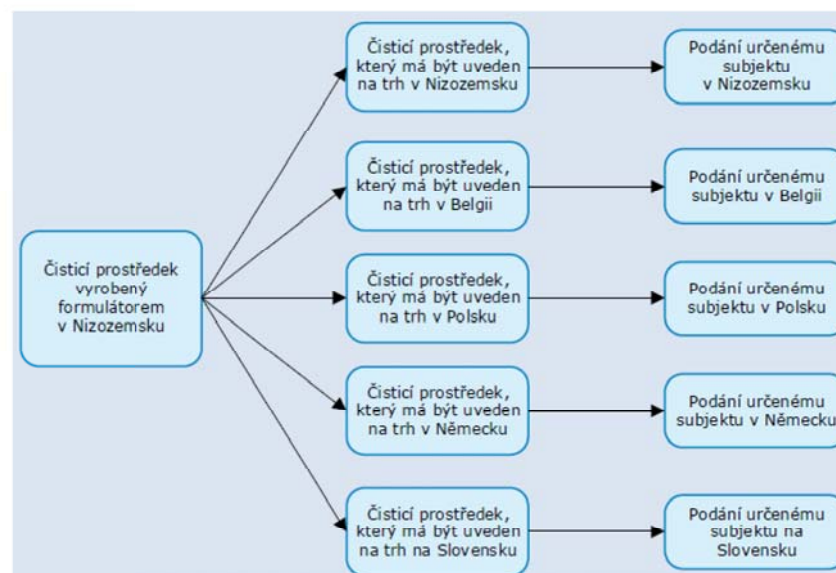 Čisticí prostředek
vyrobený
formulátorem
v Nizozemsku
Čisticí prostředek,
který má být uveden
na trh v Nizozemsku
Podání určenému
subjektu
v Nizozemsku
Čisticí prostředek,
který má být uveden
na trh v Belgii
Podání určenému
subjektu v Belgii
Čisticí prostředek,
který má být uveden
na trh v Polsku
Podání určenému
subjektu v Polsku
Čisticí prostředek,
který má být uveden
na trh v Německu
Podání určenému
subjektu v Německu
Čisticí prostředek,
který má být uveden
na trh na Slovensku
Podání určenému
subjektu na
Slovensku